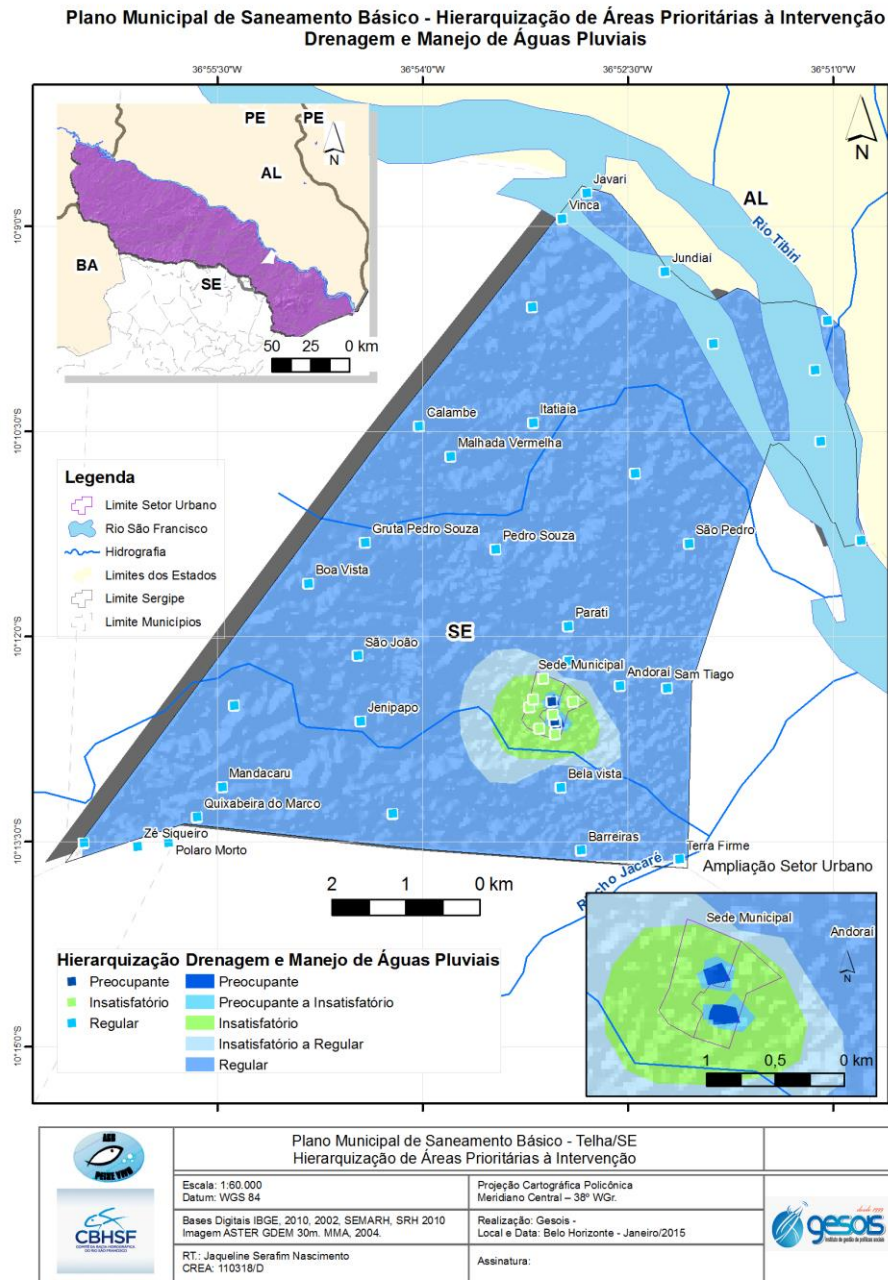 Plano Municipal de Saneamento Básico - Hierarquização de Áreas Prioritárias à Intervenção
Drenagem e Manejo de Águas Pluviais
36°55'30"W
36°54'0"W
36°52'30"W
36°51'0"W
10°9'0"S
10°10'30"S
10°12'0"S
10°13'30"S
10°15'0"S
PE
PE
AL
BA
SE
N
50 25 0 km
N
AL
Rio Tibiri
Javari
Vinca
Jundiaí
Calambe
Itatiaia
Malhada Vermelha
Gruta Pedro Souza
Pedro Souza
São Pedro
Boa Vista
Parati
São João
SE
Sede Municipal
Andorai
Sam Tiago
Jenipapo
Mandacaru
Bela vista
Quixabeira do Marco
Zé Siqueiro
Polaro Morto
Barreiras
Terra Firme
Jacaré
Legenda
Limite Setor Urbano
Rio São Francisco
Hidrografia
Limites dos Estados
Limite Sergipe
Limite Municípios
2 1 0 km
Ampliação Setor Urbano
Sede Municipal
Andorai
N
1 0,5 0 km
Hierarquização
Preocupante
Insatisfatório
Regular
Drenagem e Manejo de Águas Pluviais
Preocupante
Preocupante a Insatisfatório
Insatisfatório
Insatisfatório a Regular
Regular
Plano Municipal de Saneamento Básico - Telha/SE
Hierarquização de Áreas Prioritárias à Intervenção
Escala: 1:60.000
Datum: WGS 84
Projeção Cartográfica Policônica
Meridiano Central – 38º WGr.
Bases Digitais IBGE, 2010, 2002, SEMARH, SRH 2010
Imagem ASTER GDEM 30m. MMA, 2004.
Realização: Gesois -
Local e Data: Belo Horizonte - Janeiro/2015
RT.: Jaqueline Serafim Nascimento
CREA: 110318/D
Assinatura:
AGB
PEIXE VIVO
CBHSF
gesois